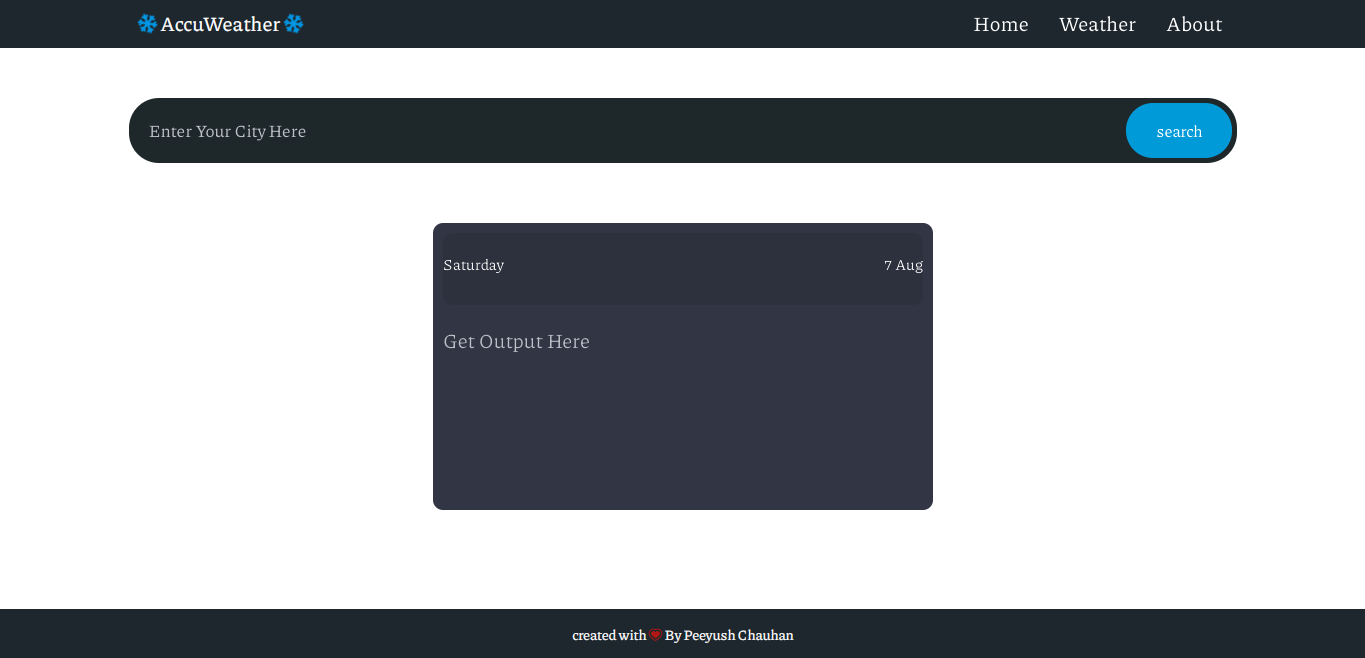 AccuWeather Home Weather About
Enter Your City Here search
Saturday 7 Aug
Get Output Here
created with By Peeyush Chauhan